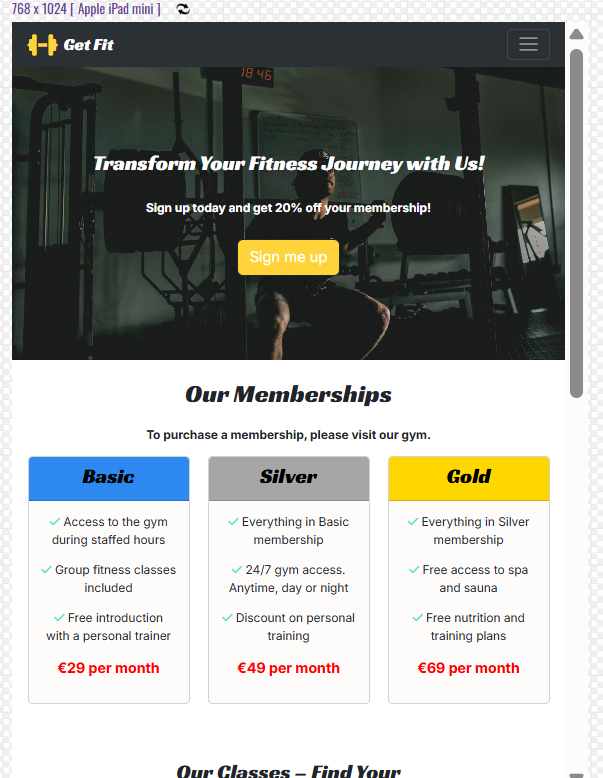 768 x 1024 [ Apple iPad mini ]
Get Fit
18 46
Transform Your Fitness Journey with Us!
Sign up today and get 20% off your membership!
Sign me up
Our Memberships
To purchase a membership, please visit our gym.
Basic
Access to the gym
during staffed hours
Group fitness classes
included
Free introduction
with a personal trainer
€29 per month
Silver
Everything in Basic
membership
24/7 gym access.
Anytime, day or night
Discount on personal
training
€49 per month
Gold
Everything in Silver
membership
Free access to spa
and sauna
Free nutrition and
training plans
€69 per month
Our Classes – Find Your